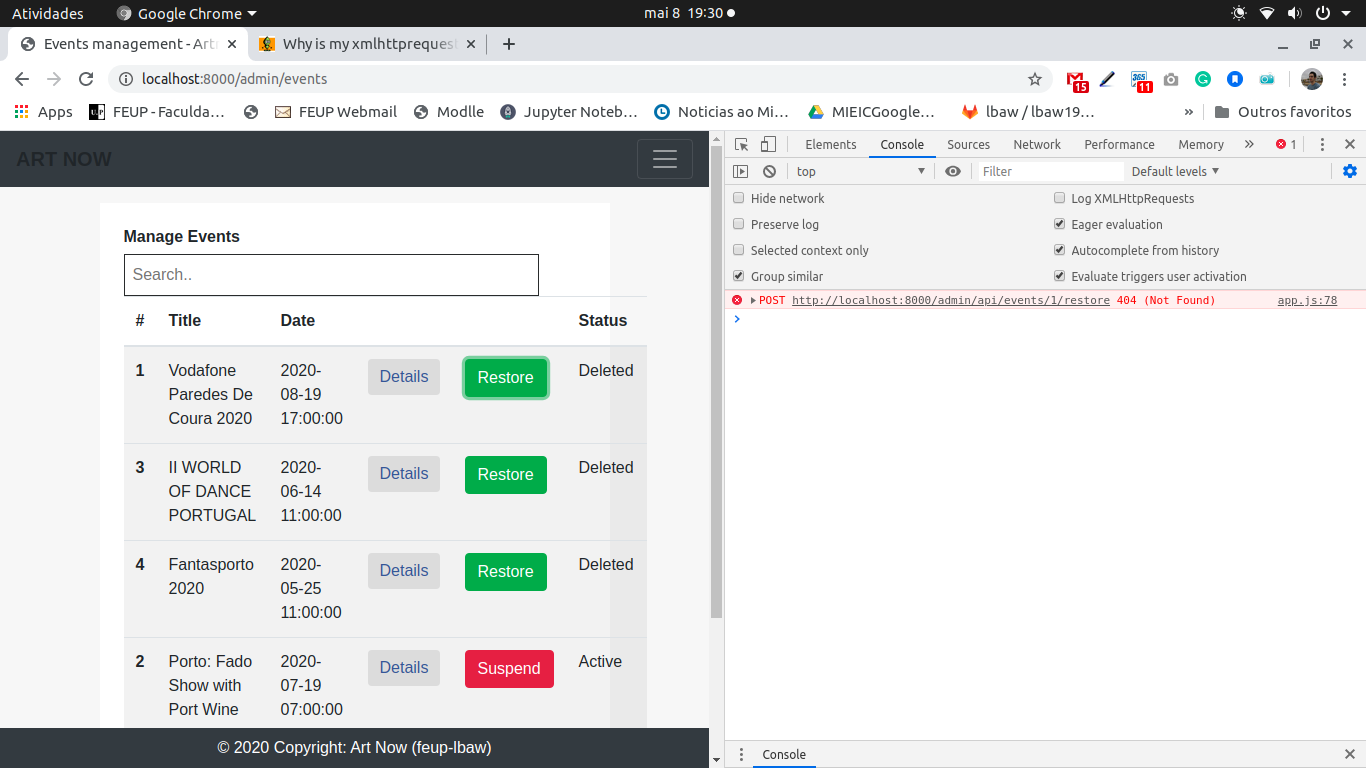 Atividades Google Chrome mai 8 19:30
Events management - Art Why is my xmlhttpreques
localhost:8000/admin/events 15 365 11
Apps FEUP - Faculda… FEUP Webmail Modlle Jupyter Noteb… Noticias ao Mi… MIEICGoogle… lbaw / lbaw19… » Outros favoritos
ART NOW
Manage Events
Search..
# Title Date Status
1 Vodafone Paredes De Coura 2020 2020-08-19 17:00:00 Details Restore Deleted
3 II WORLD OF DANCE PORTUGAL 2020-06-14 11:00:00 Details Restore Deleted
4 Fantasporto 2020 2020-05-25 11:00:00 Details Restore Deleted
2 Porto: Fado Show with Port Wine 2020-07-19 07:00:00 Details Suspend Active
© 2020 Copyright: Art Now (feup-lbaw)
Elements Console Sources Network Performance Memory » 1
top Filter Default levels
Hide network Log XMLHttpRequests
Preserve log Eager evaluation
Selected context only Autocomplete from history
Group similar Evaluate triggers user activation
POST http://localhost:8000/admin/api/events/1/restore 404 (Not Found) app.js:78
Console